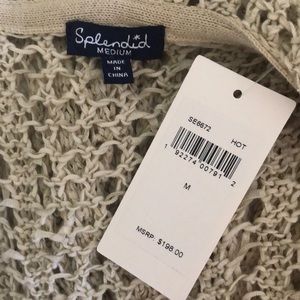 Splendid
MEDIUM
MADE
IN
CHINA
SE6672 HOT
1 92274 00791 2
M
MSRP: $198.00